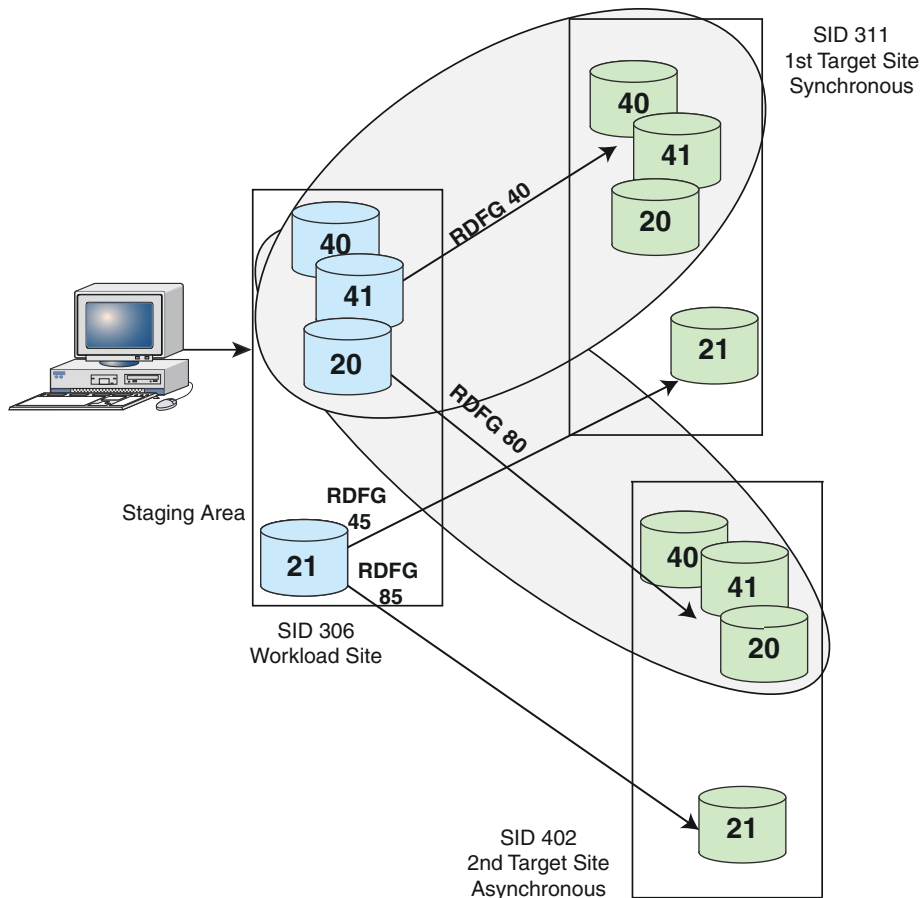 SID 311
1st Target Site
Synchronous
40
41
20
21
RDFG 40
40
41
20
RDFG 80
RDFG
45
Staging Area
21
RDFG
85
SID 306
Workload Site
40
41
20
21
SID 402
2nd Target Site
Asynchronous